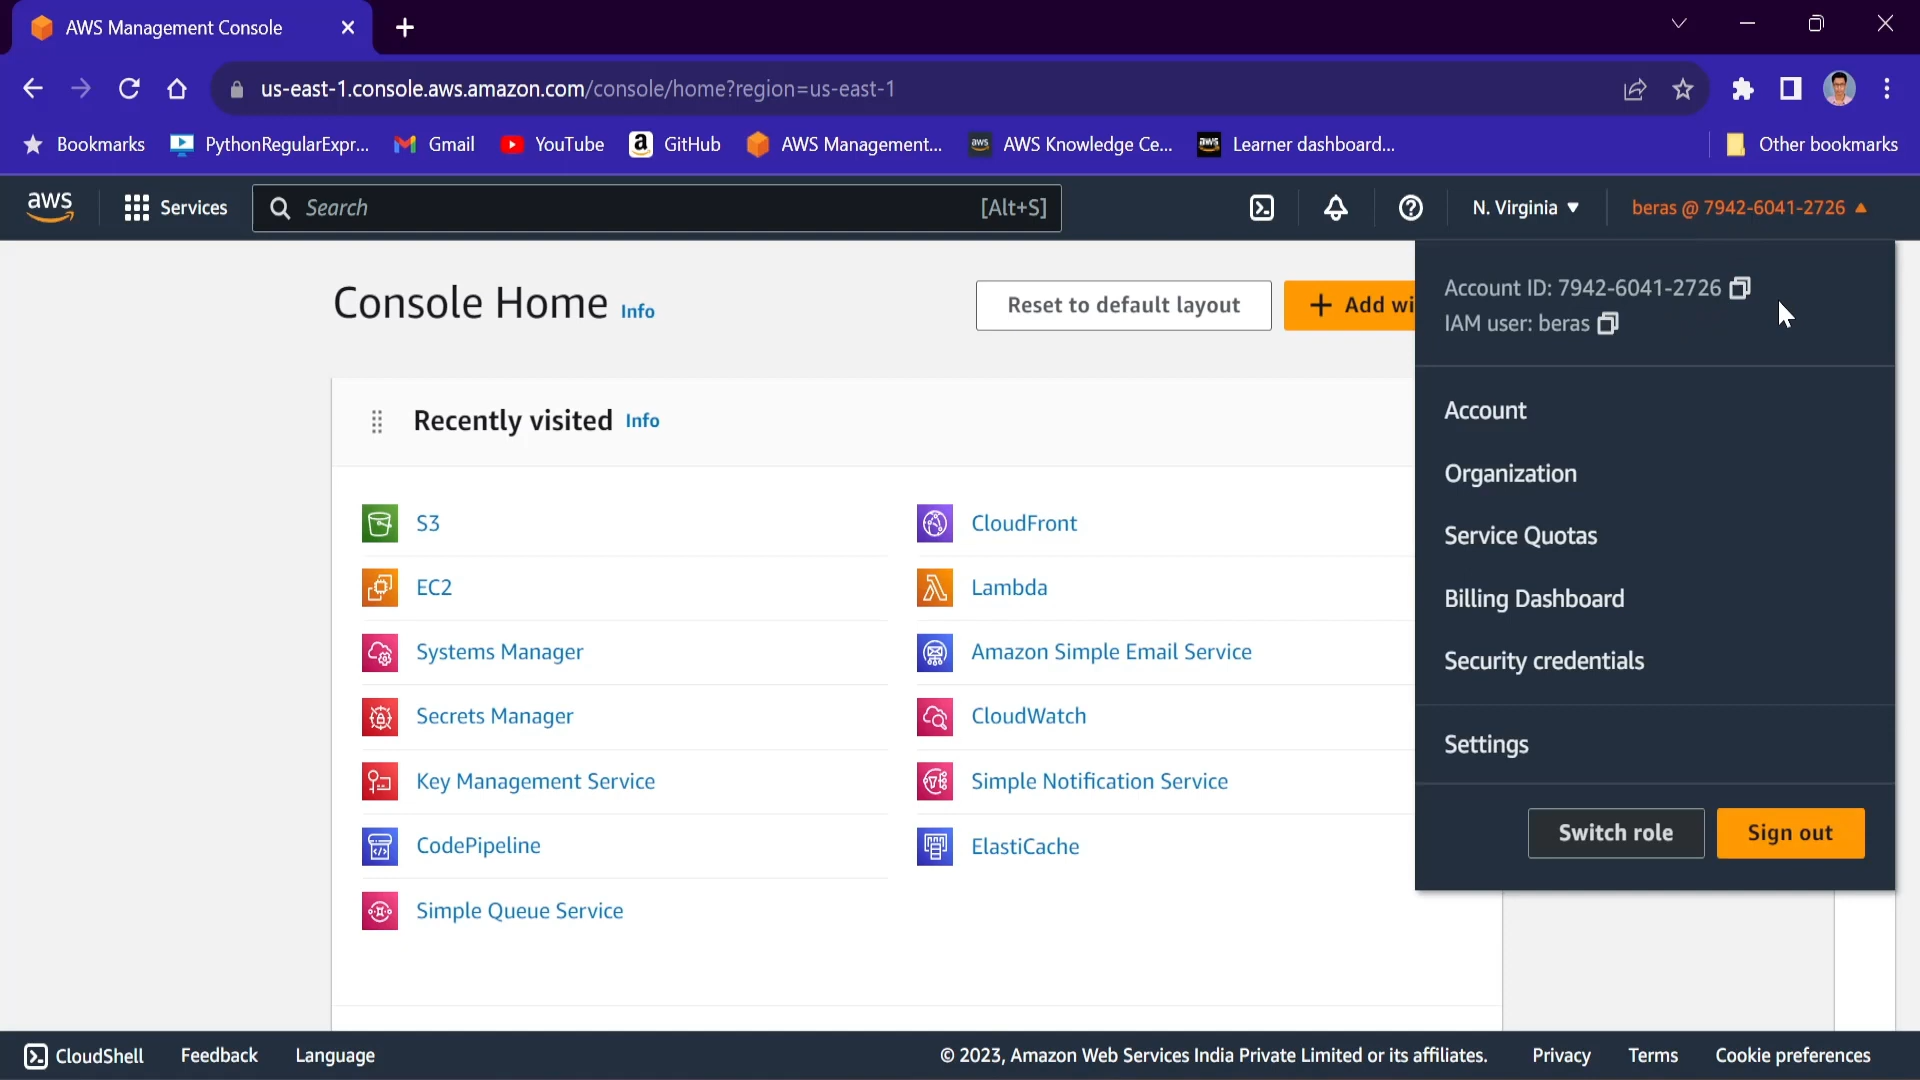 AWS Management Console
us-east-1.console.aws.amazon.com/console/home?region=us-east-1
Bookmarks PythonRegularExpr... Gmail YouTube a GitHub AWS Management... aws AWS Knowledge Ce... aws Learner dashboard... Other bookmarks
aws Services Search [Alt+S] N. Virginia beras @ 7942-6041-2726
Console Home Info Reset to default layout + Add wi
Account ID: 7942-6041-2726
IAM user: beras
Recently visited Info
S3 CloudFront
EC2 Lambda
Systems Manager Amazon Simple Email Service
Secrets Manager CloudWatch
Key Management Service Simple Notification Service
CodePipeline ElastiCache
Simple Queue Service
Account
Organization
Service Quotas
Billing Dashboard
Security credentials
Settings
Switch role Sign out
CloudShell Feedback Language © 2023, Amazon Web Services India Private Limited or its affiliates. Privacy Terms Cookie preferences